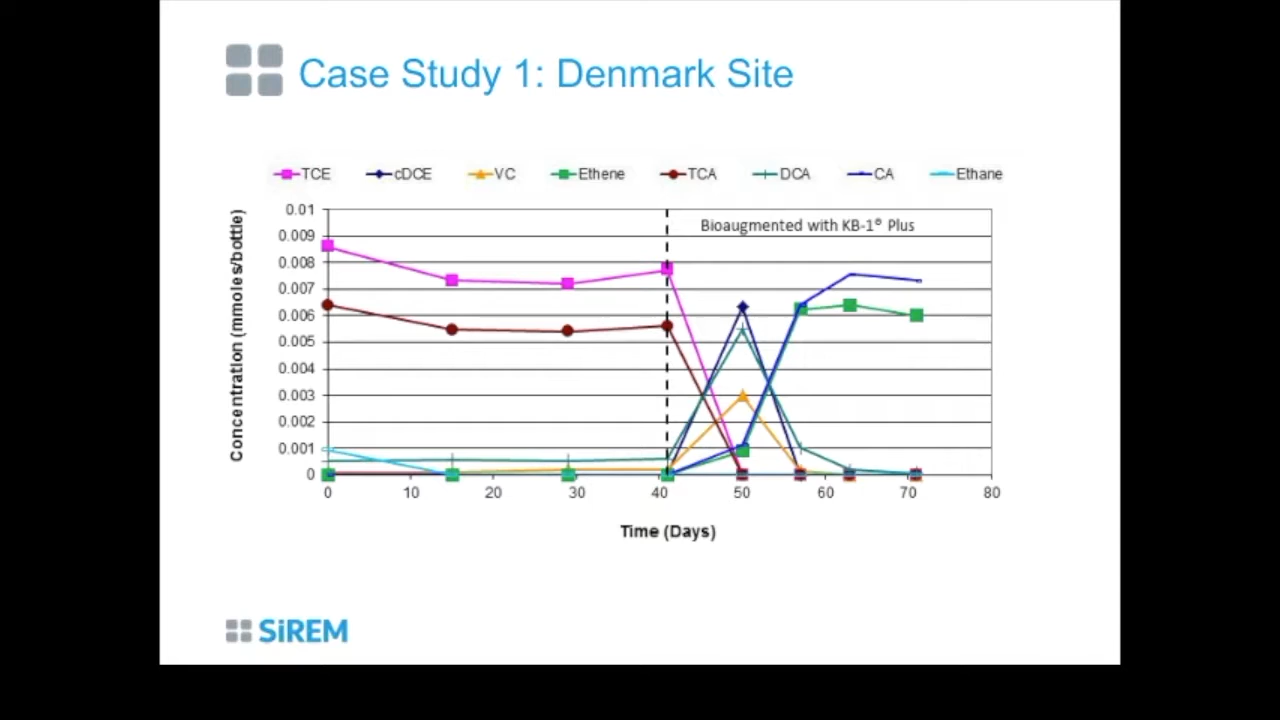 Case Study 1: Denmark Site
TCE cDCE VC Ethene TCA DCA CA Ethane
Concentration (mmoles/bottle)
0.01
0.009
0.008
0.007
0.006
0.005
0.004
0.003
0.002
0.001
0
Bioaugmented with KB-1® Plus
0 10 20 30 40 50 60 70 80
Time (Days)
SiREM